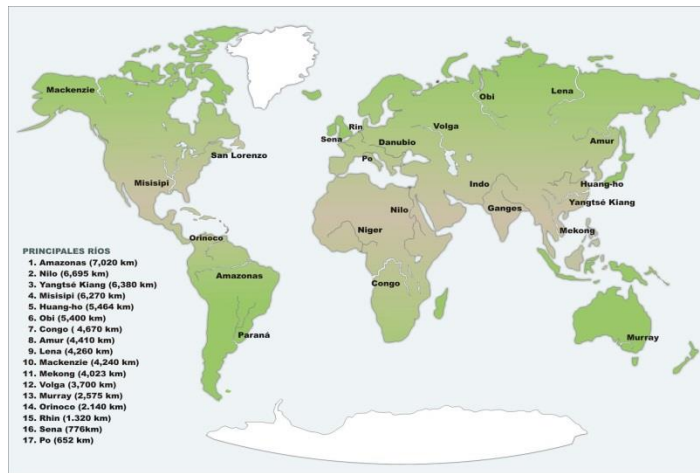 Mackenzie
Obi
Lena
Rin
Volga
Sena
Danubio
Amur
San Lorenzo
Po
Misisipi
Indo
Huang-ho
Yangtsé Kiang
Nilo
Ganges
Niger
Mekong
Orinoco
Amazonas
Congo
Paraná
Murray
PRINCIPALES RÍOS
1. Amazonas (7,020 km)
2. Nilo (6,695 km)
3. Yangtsé Kiang (6,380 km)
4. Misisipi (6,270 km)
5. Huang-ho (5,464 km)
6. Obi (5,400 km)
7. Congo ( 4,670 km)
8. Amur (4,410 km)
9. Lena (4,260 km)
10. Mackenzie (4,240 km)
11. Mekong (4,023 km)
12. Volga (3,700 km)
13. Murray (2,575 km)
14. Orinoco (2.140 km)
15. Rhin (1.320 km)
16. Sena (776km)
17. Po (652 km)